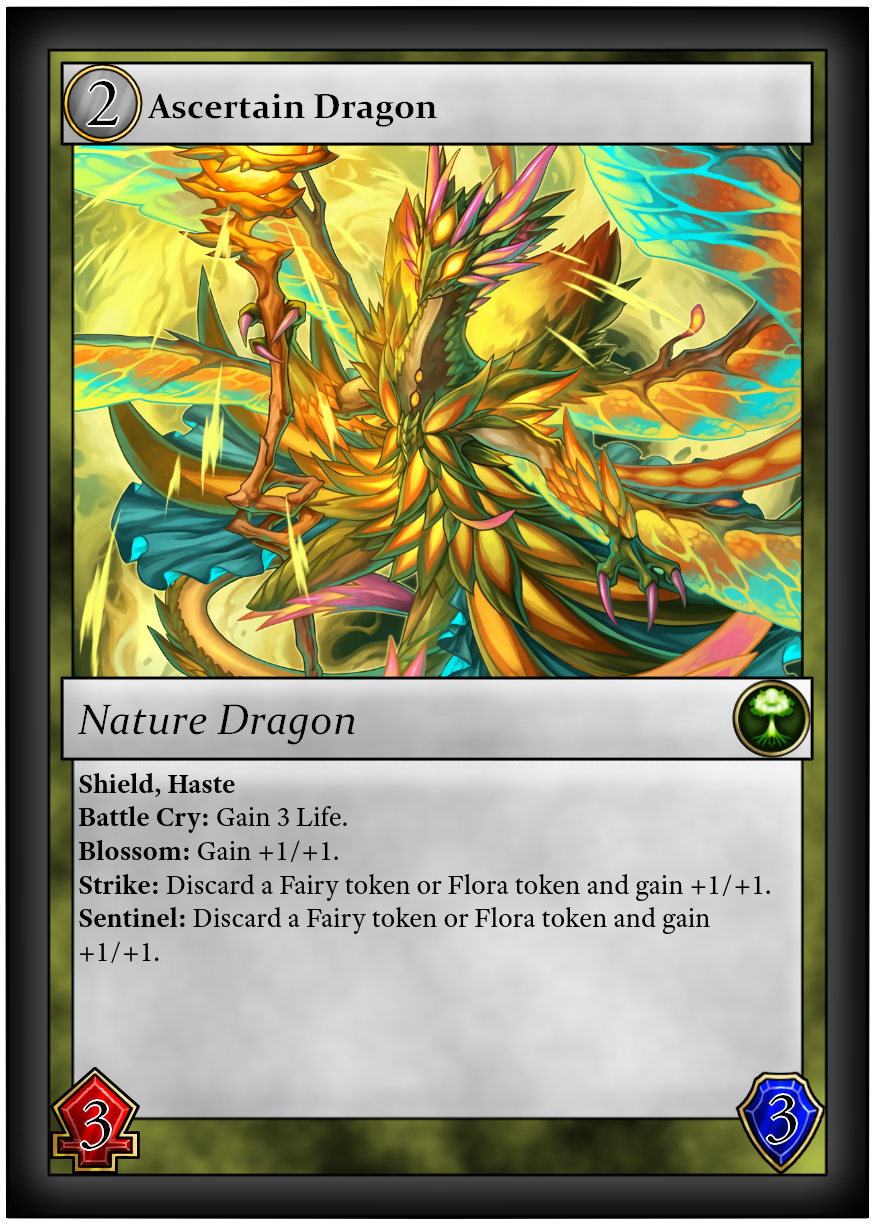 2
Ascertain Dragon
Nature Dragon
Shield, Haste
Battle Cry: Gain 3 Life.
Blossom: Gain +1/+1.
Strike: Discard a Fairy token or Flora token and gain +1/+1.
Sentinel: Discard a Fairy token or Flora token and gain
+1/+1.
3
3